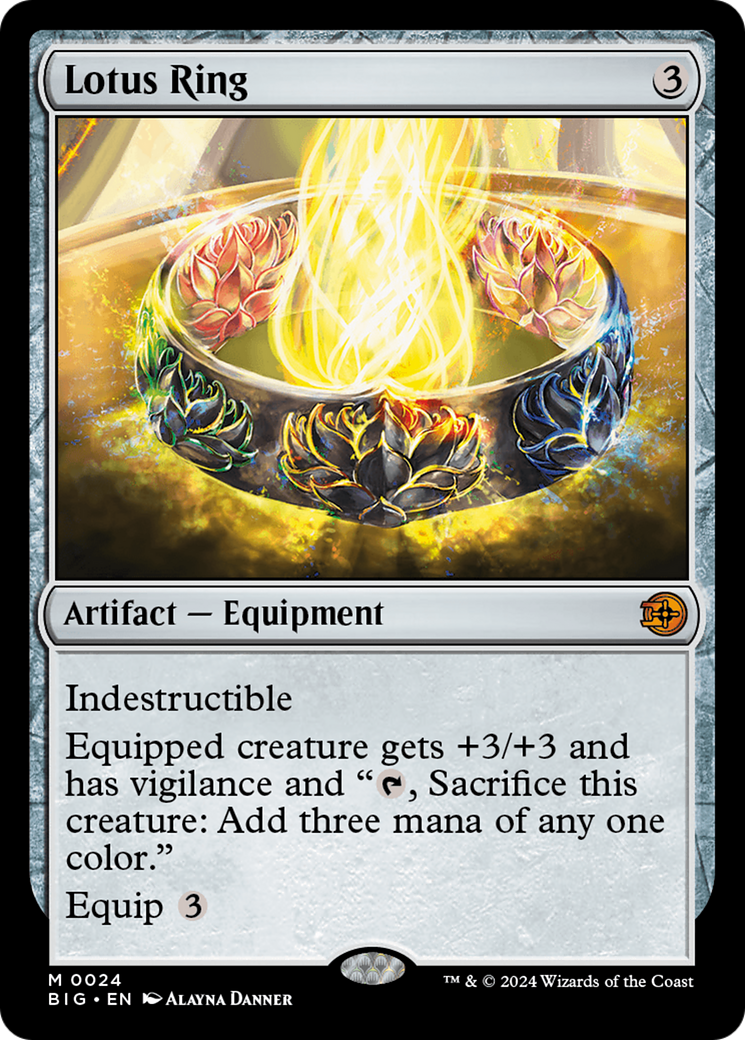 Lotus Ring 3
Artifact — Equipment
Indestructible
Equipped creature gets +3/+3 and
has vigilance and “, Sacrifice this
creature: Add three mana of any one
color.”
Equip 3
M 0024
BIG • EN Alayna Danner
™ & © 2024 Wizards of the Coast